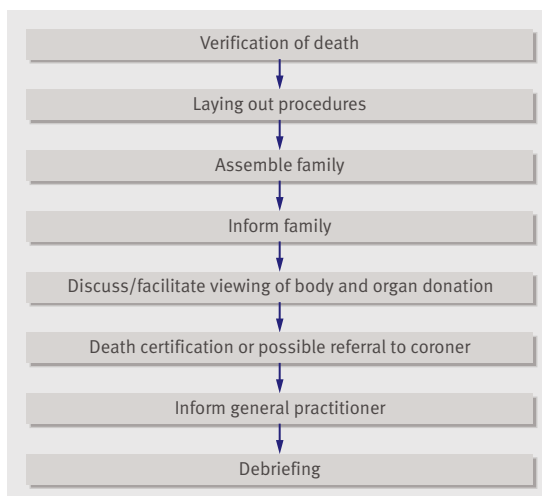 Verification of death
Laying out procedures
Assemble family
Inform family
Discuss/facilitate viewing of body and organ donation
Death certification or possible referral to coroner
Inform general practitioner
Debriefing